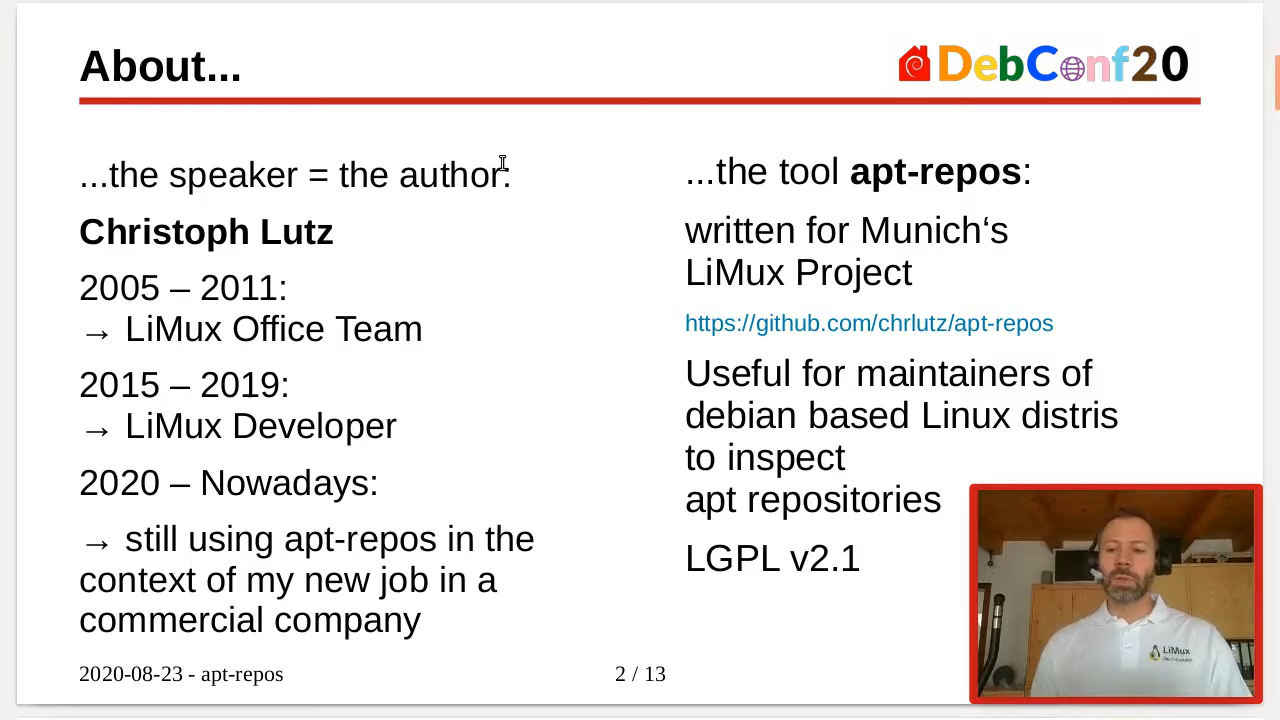 About...
DebConf20
...the speaker = the author:
Christoph Lutz
2005 – 2011:
→ LiMux Office Team
2015 – 2019:
→ LiMux Developer
2020 – Nowadays:
→ still using apt-repos in the
context of my new job in a
commercial company
...the tool apt-repos:
written for Munich‘s
LiMux Project
https://github.com/chrlutz/apt-repos
Useful for maintainers of
debian based Linux distris
to inspect
apt repositories
LGPL v2.1
LiMux
2020-08-23 - apt-repos
2 / 13